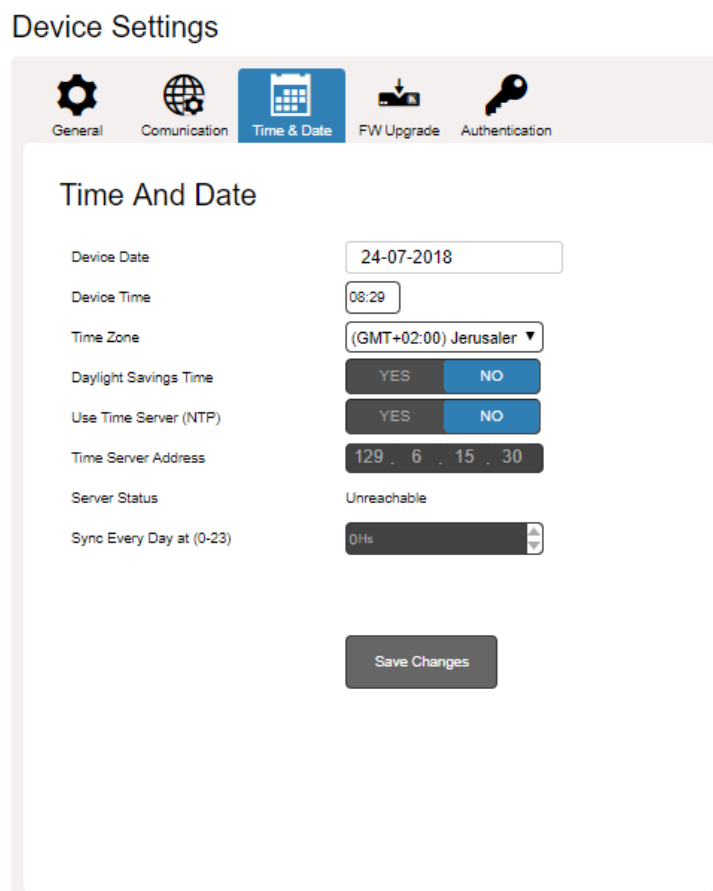 Device Settings
General Comunication Time & Date FW Upgrade Authentication
Time And Date
Device Date 24-07-2018
Device Time 08:29
Time Zone (GMT+02:00) Jerusaler
Daylight Savings Time YES NO
Use Time Server (NTP) YES NO
Time Server Address 129 . 6 . 15 . 30
Server Status Unreachable
Sync Every Day at (0-23) 0Hs
Save Changes